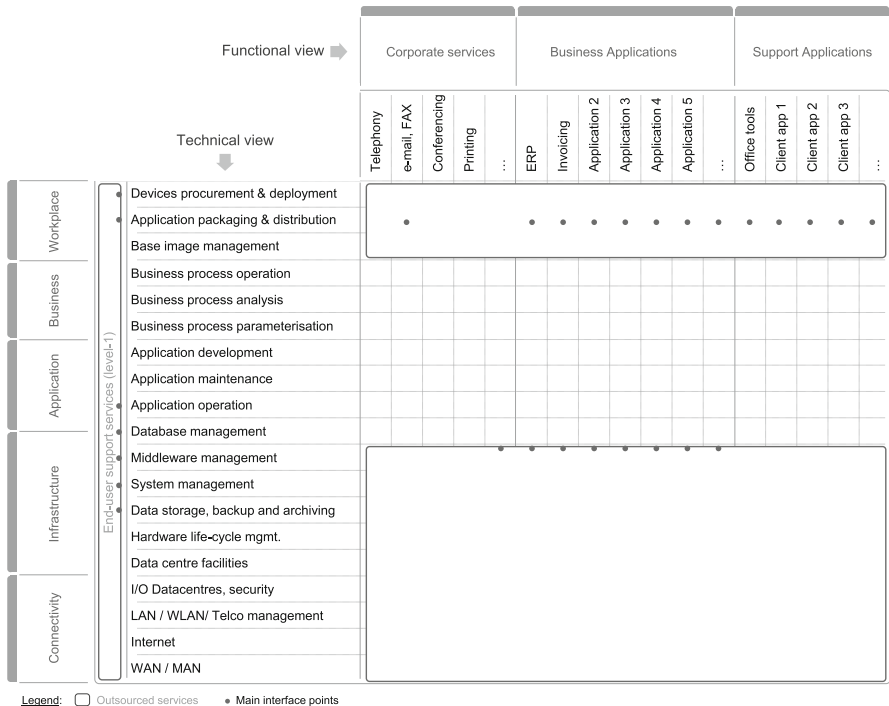 Functional view
Corporate services
Business Applications
Support Applications
Technical view
Telephony
e-mail, FAX
Conferencing
Printing
...
ERP
Invoicing
Application 2
Application 3
Application 4
Application 5
...
Office tools
Client app 1
Client app 2
Client app 3
...
Workplace
Business
Application
Infrastructure
Connectivity
End-user support services (level-1)
Devices procurement & deployment
Application packaging & distribution
Base image management
Business process operation
Business process analysis
Business process parameterisation
Application development
Application maintenance
Application operation
Database management
Middleware management
System management
Data storage, backup and archiving
Hardware life-cycle mgmt.
Data centre facilities
I/O Datacentres, security
LAN / WLAN/ Telco management
Internet
WAN / MAN
Legend: Outsourced services Main interface points